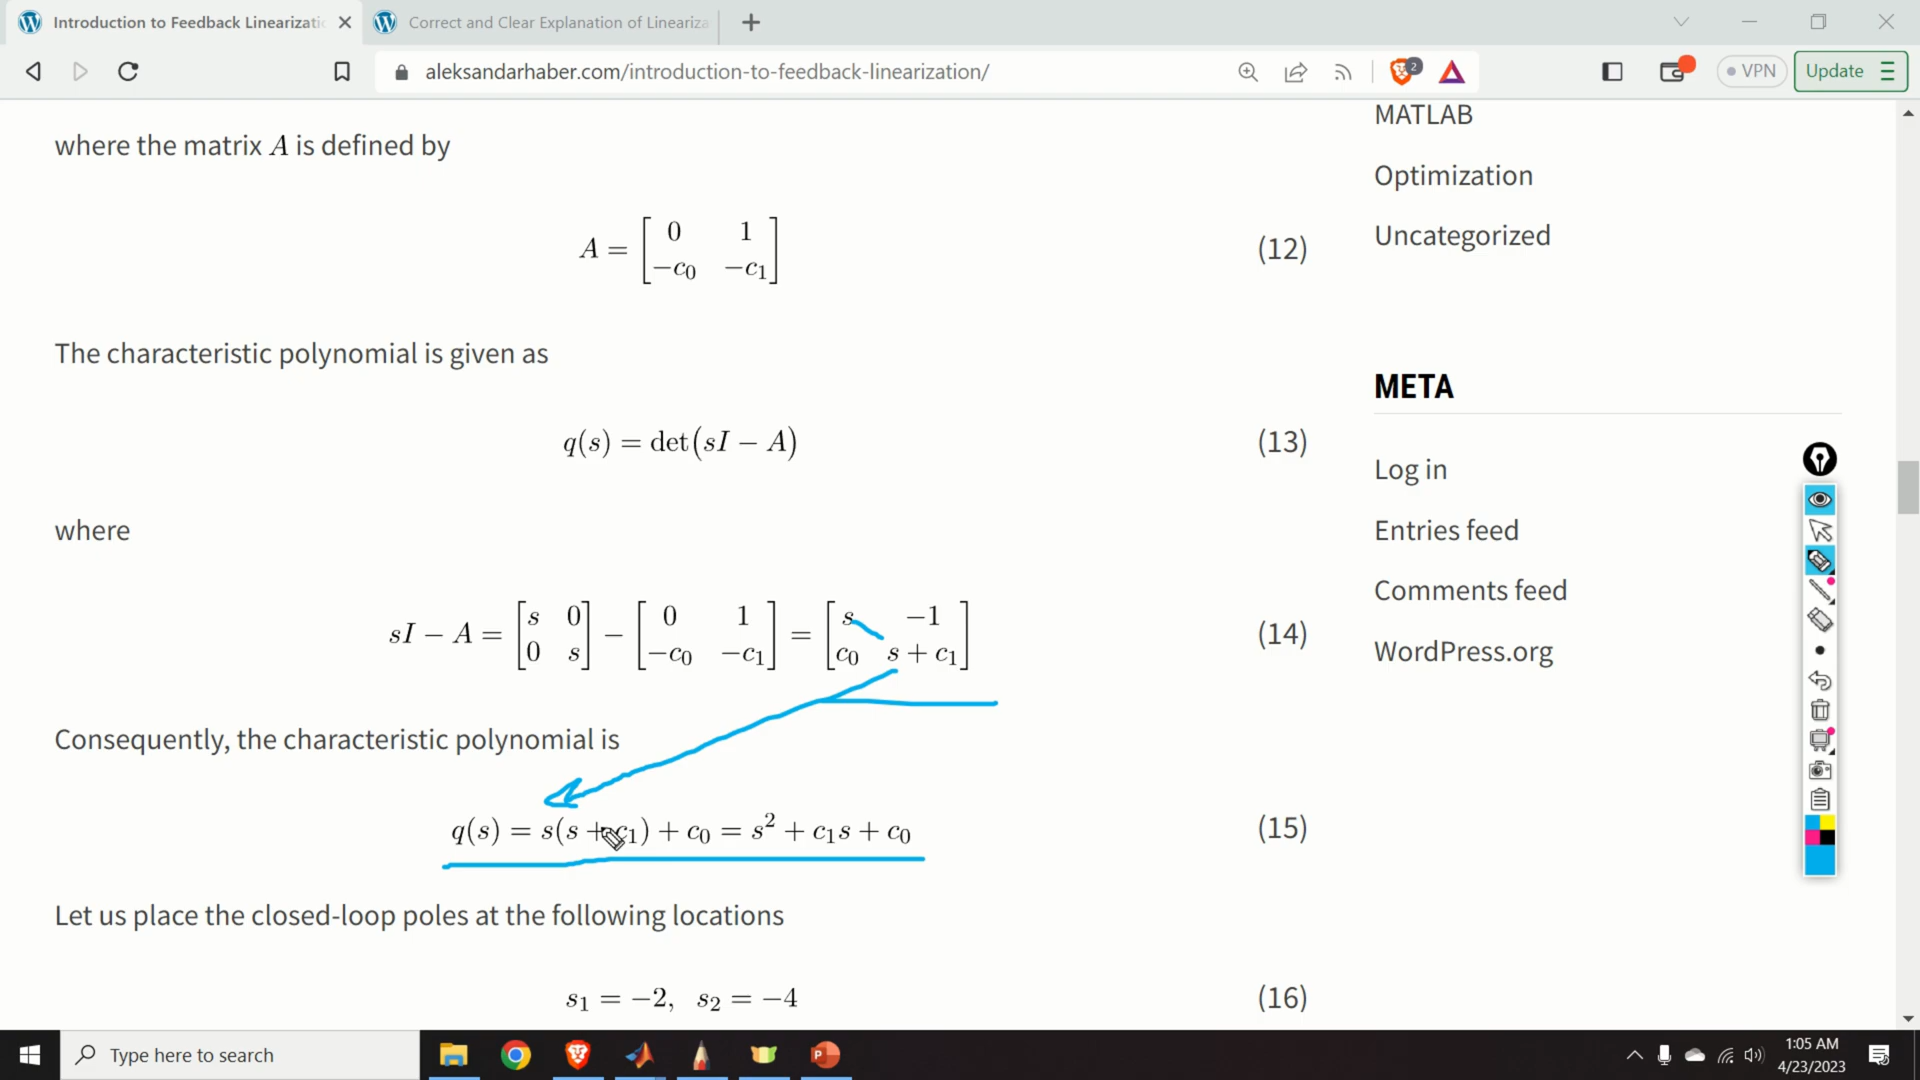 Introduction to Feedback Linearizatio
Correct and Clear Explanation of Lineariza
aleksandarhaber.com/introduction-to-feedback-linearization/
2
VPN
Update
where the matrix A is defined by
A = [0 1; −c₀ −c₁]
(12)
The characteristic polynomial is given as
q(s) = det(sI − A)
(13)
where
sI − A = [s 0; 0 s] − [0 1; −c₀ −c₁] = [s −1; c₀ s + c₁]
(14)
Consequently, the characteristic polynomial is
q(s) = s(s + c₁) + c₀ = s² + c₁s + c₀
(15)
Let us place the closed-loop poles at the following locations
s₁ = −2, s₂ = −4
(16)
MATLAB
Optimization
Uncategorized
META
Log in
Entries feed
Comments feed
WordPress.org
Type here to search
1:05 AM
4/23/2023